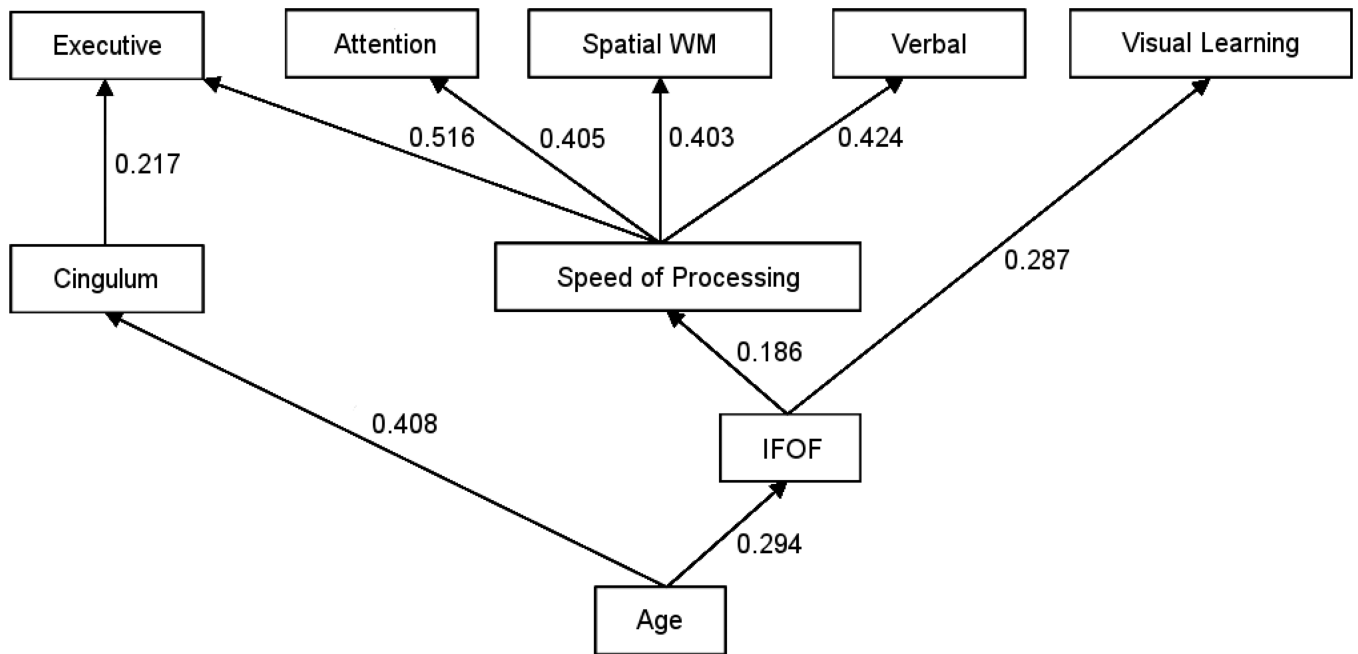 Executive
Attention
Spatial WM
Verbal
Visual Learning
0.516
0.405
0.403
0.424
0.217
Cingulum
Speed of Processing
0.287
0.186
0.408
IFOF
0.294
Age